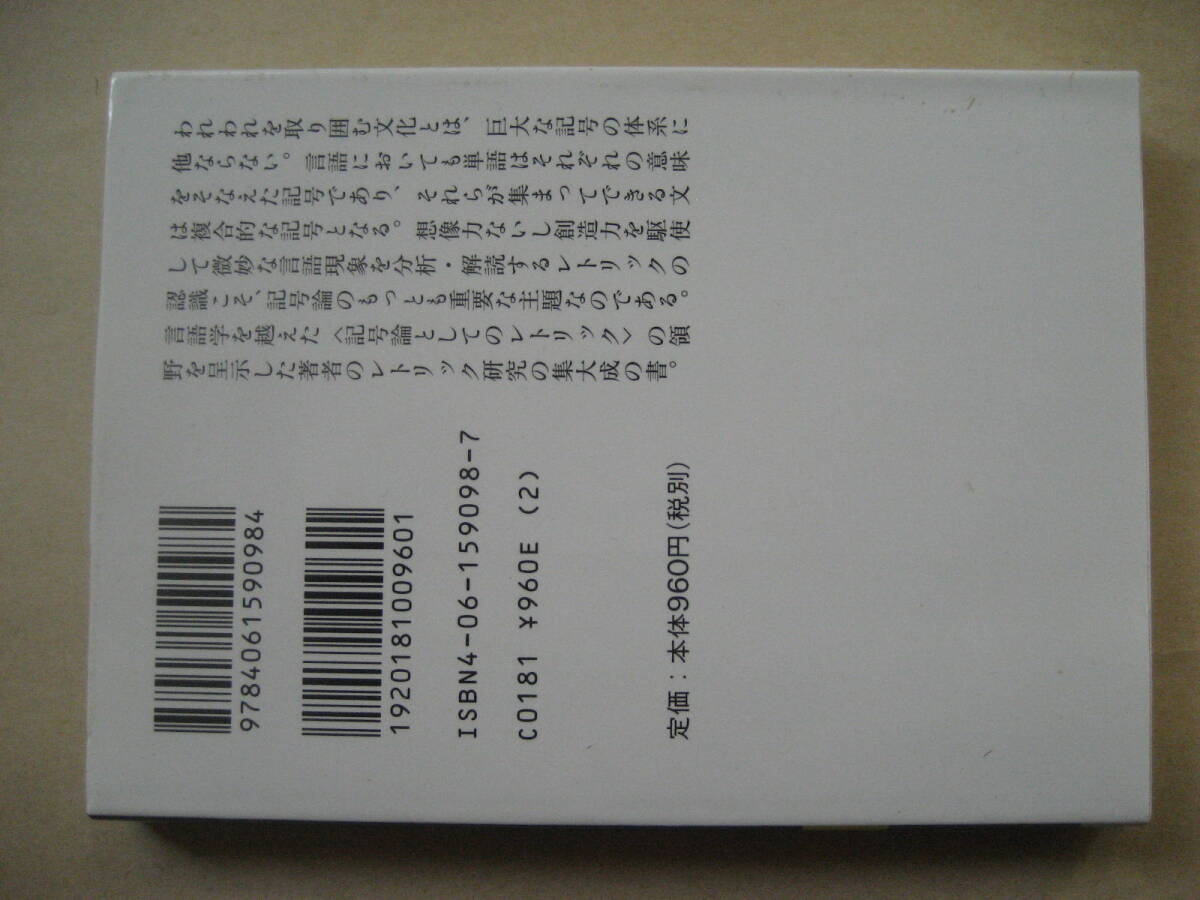 われわれを取り囲む文化とは、巨大な記号の体系に
他ならない。言語においても単語はそれぞれの意味
をそなえた記号であり、それらが集まってできる文
は複合的な記号となる。想像力ないし創造力を駆使
して微妙な言語現象を分析・解読するレトリックの
認識こそ、記号論のもっとも重要な主題なのである。
言語学を越えた〈記号論としてのレトリック〉の領
野を呈示した著者のレトリック研究の集大成の書。
9784061590984
1920181009601
ISBN4-06-159098-7
C0181 ¥960E (2)
定価：本体960円(税別)